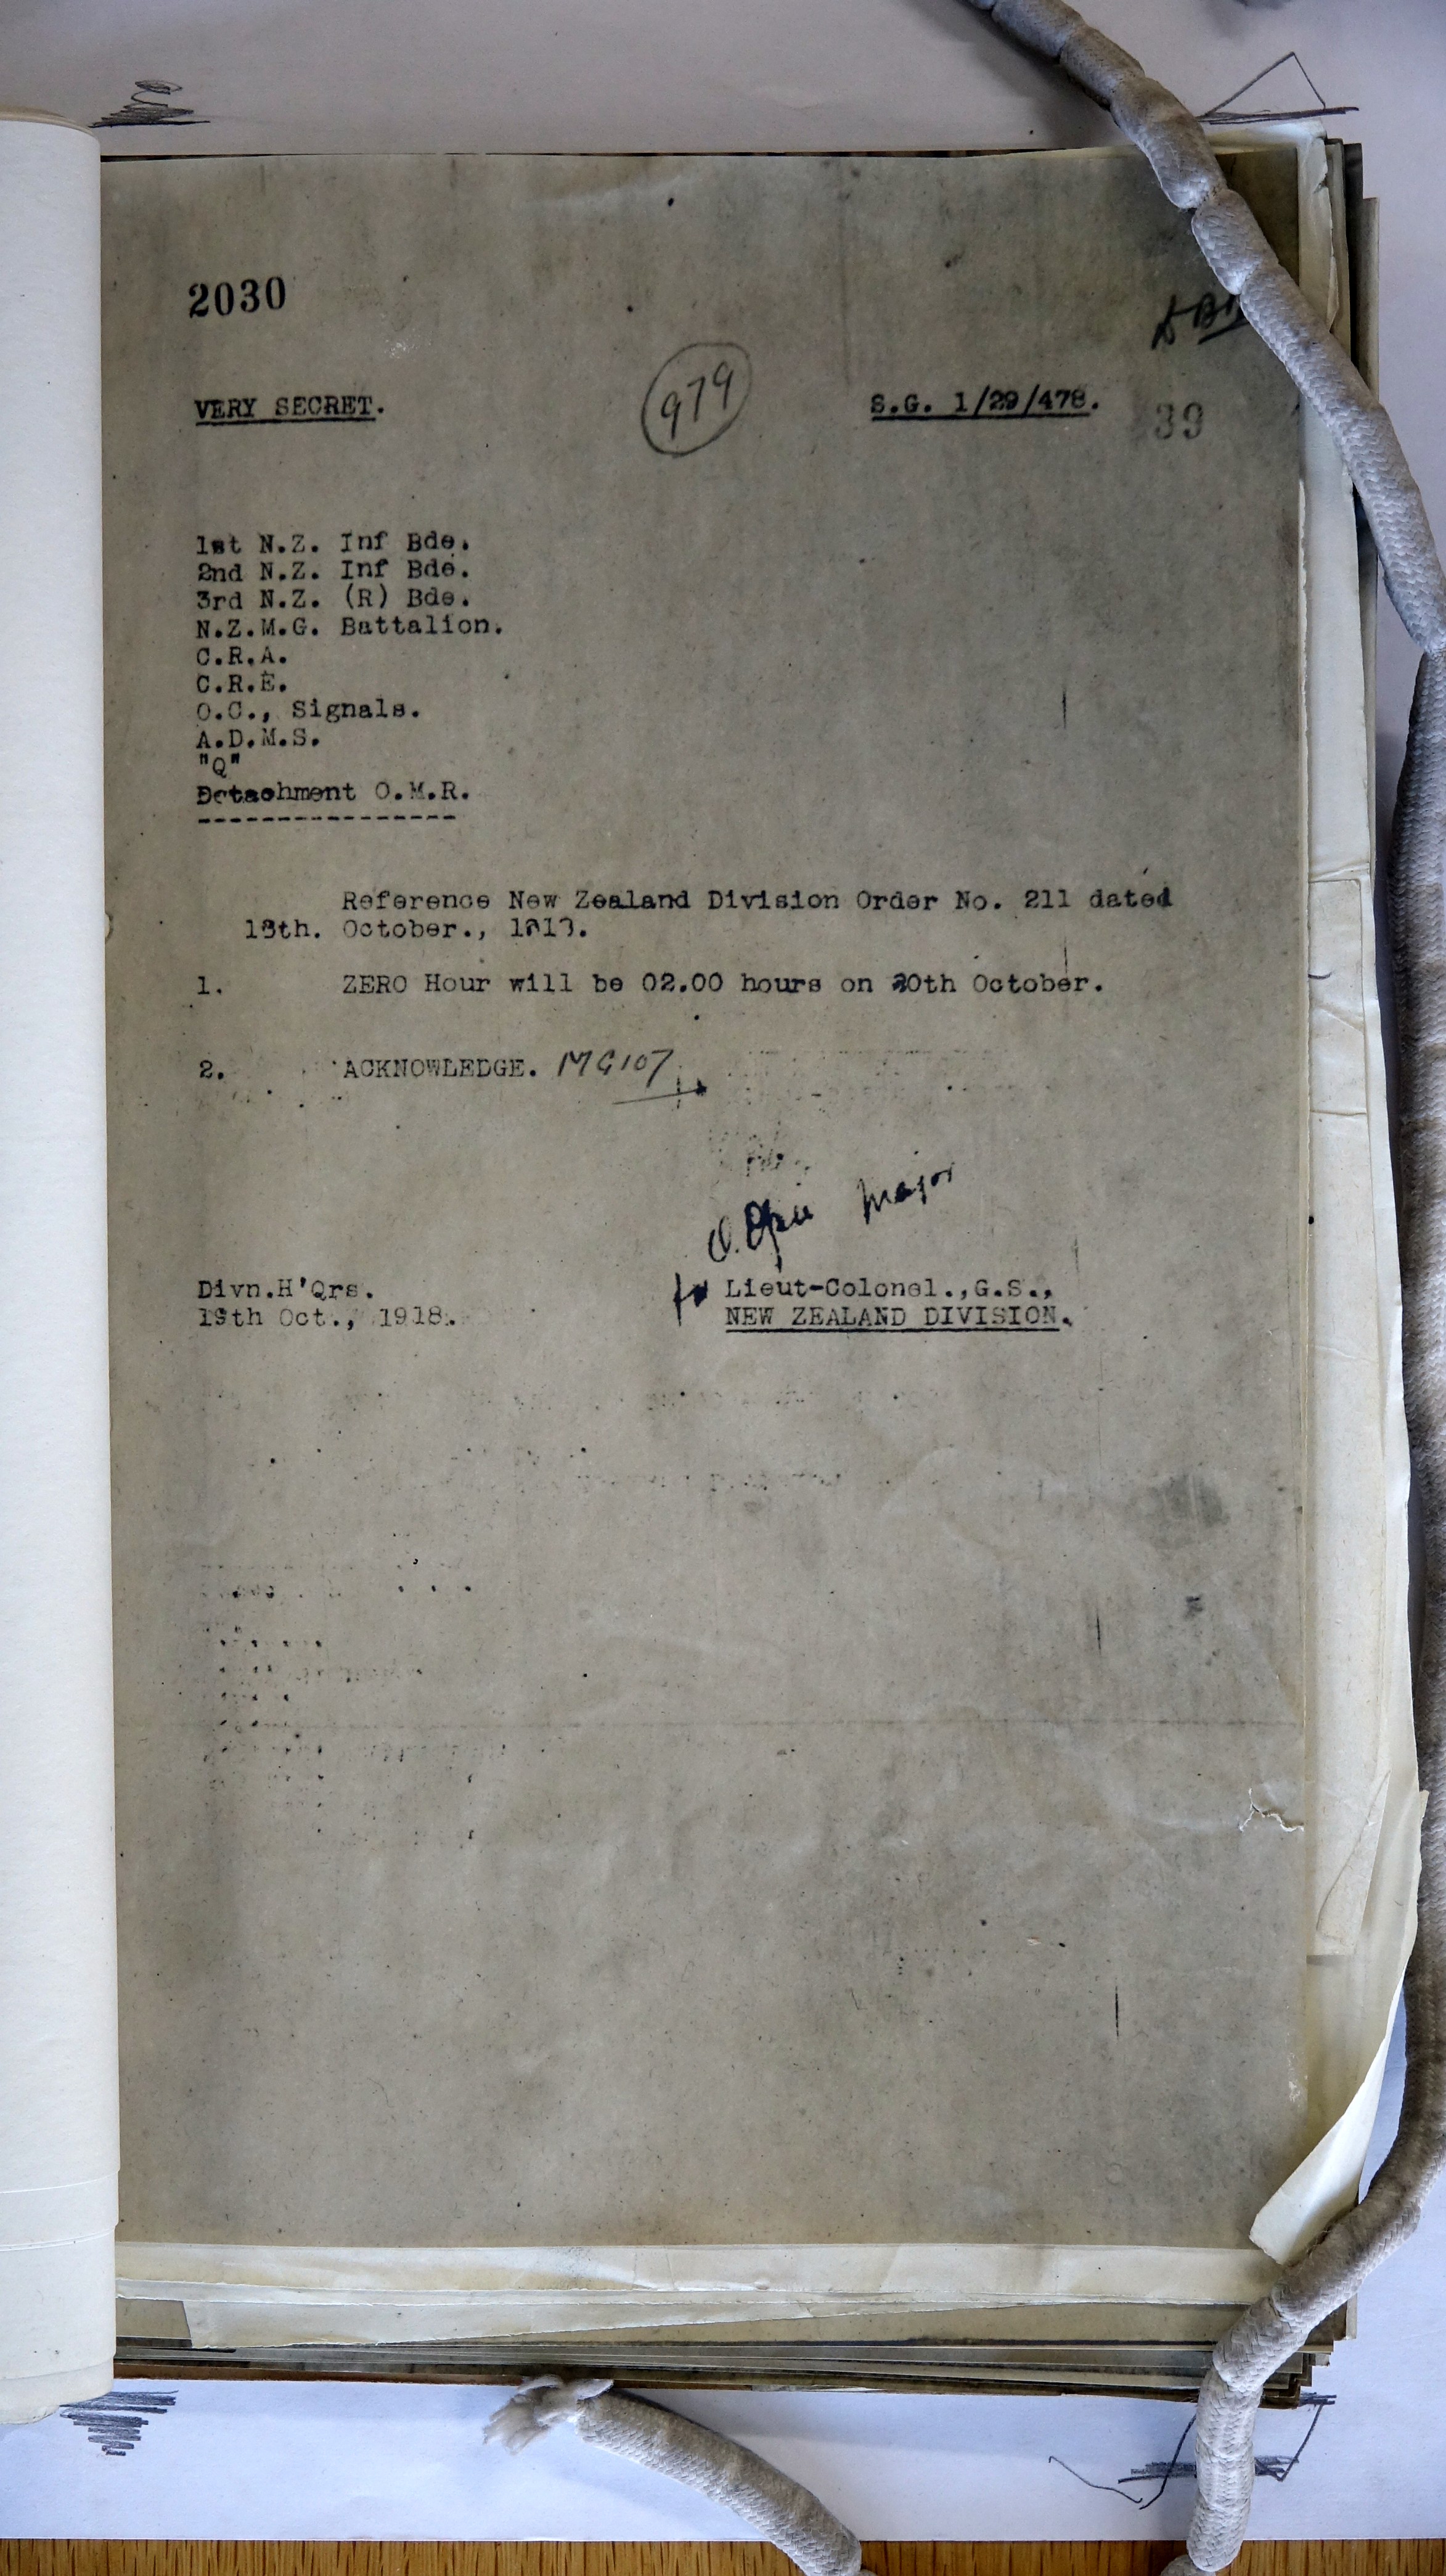 2030
VERY SECRET.
979
S.G. 1/29/478.
39
1st N.Z. Inf Bde.
2nd N.Z. Inf Bde.
3rd N.Z. (R) Bde.
N.Z.M.G. Battalion.
C.R.A.
C.R.E.
O.C., Signals.
A.D.M.S.
"Q"
Detachment O.M.R.
----------------
Reference New Zealand Division Order No. 211 dated
18th. October., 1918.
1. ZERO Hour will be 02.00 hours on 20th October.
2. ACKNOWLEDGE. MG107
Major
for Lieut-Colonel.,G.S.,
Divn.H'Qrs.
19th Oct., 1918.
NEW ZEALAND DIVISION.